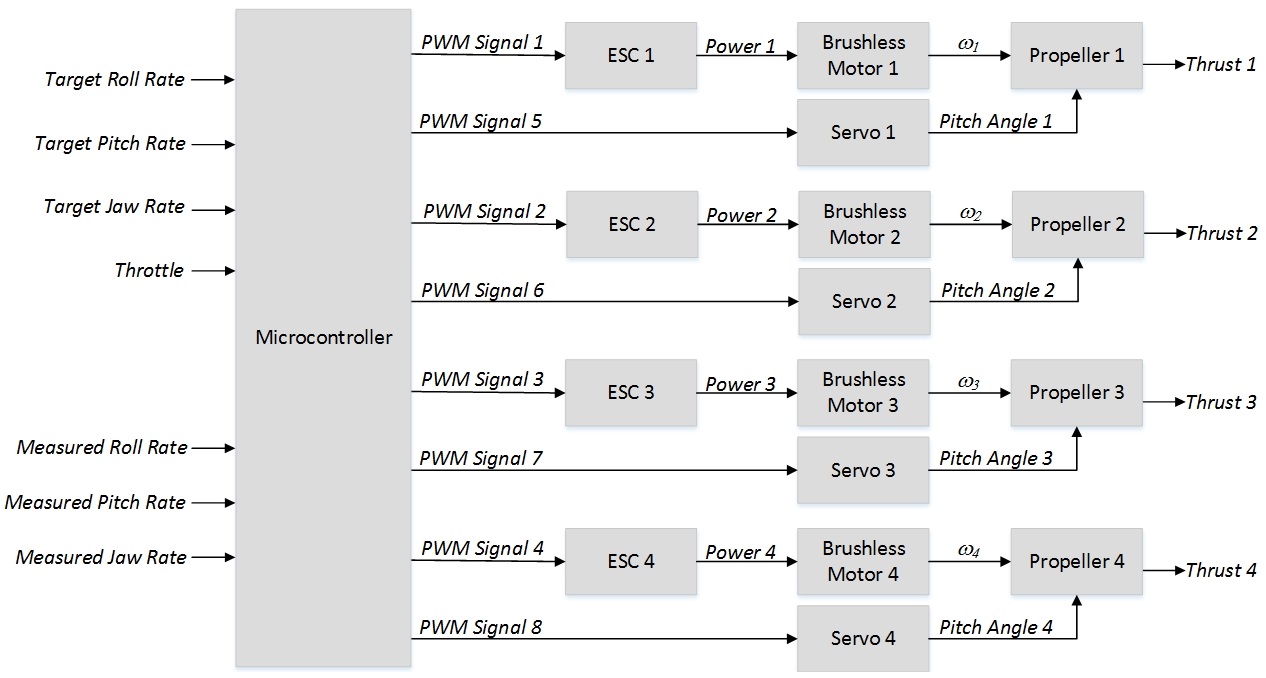 PWM Signal 1
ESC 1
Power 1
Brushless
Motor 1
ω1
Propeller 1
Thrust 1
Target Roll Rate
PWM Signal 5
Servo 1
Pitch Angle 1
Target Pitch Rate
Target Jaw Rate
PWM Signal 2
ESC 2
Power 2
Brushless
Motor 2
ω2
Propeller 2
Thrust 2
Throttle
PWM Signal 6
Servo 2
Pitch Angle 2
Microcontroller
PWM Signal 3
ESC 3
Power 3
Brushless
Motor 3
ω3
Propeller 3
Thrust 3
Measured Roll Rate
PWM Signal 7
Servo 3
Pitch Angle 3
Measured Pitch Rate
Measured Jaw Rate
PWM Signal 4
ESC 4
Power 4
Brushless
Motor 4
ω4
Propeller 4
Thrust 4
PWM Signal 8
Servo 4
Pitch Angle 4